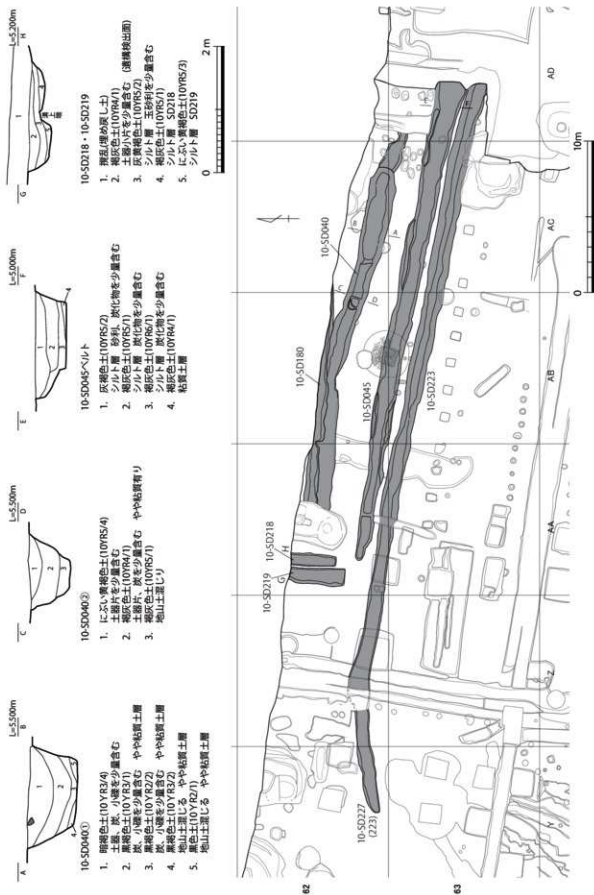 A
B
L=5,500m
10-SD040①
1. 暗褐色土(10YR3/4)
土器、炭、小礫を少量含む
2. 黒褐色土(10YR3/1)
炭、小礫を少量含む やや粘質土層
3. 黒褐色土(10YR2/2)
炭、小礫を少量含む やや粘質土層
4. 黒褐色土(10YR3/2)
地山土混じる やや粘質土層
5. 黒色土(10YR2/1)
地山土混じる やや粘質土層
C
D
L=5,500m
10-SD040②
1. にぶい黄褐色土(10YR5/4)
土器片を少量含む
2. 褐灰色土(10YR4/1)
土器片、炭を少量含む やや粘質有り
3. 褐灰色土(10YR5/1)
地山土混じり
E
F
L=5,000m
10-SD045ベルト
1. 灰褐色土(10YR5/2)
シルト層 砂利、炭化物を少量含む
2. 褐灰色土(10YR5/1)
シルト層 炭化物を少量含む
3. 褐灰色土(10YR6/1)
シルト層 炭化物を少量含む
4. 褐灰色土(10YR4/1)
粘質土層
G
H
L=5,200m
溝上層
10-SD218・10-SD219
1. 撹乱(埋め戻し土)
2. 褐灰色土(10YR4/1)
土器小片を少量含む (遺構検出面)
3. 灰黄褐色土(10YR5/2)
シルト層 玉砂利を少量含む
4. 褐灰色土(10YR5/1)
シルト層 SD218
5. にぶい黄褐色土(10YR5/3)
シルト層 SD219
0
2 m
10-SD040
10-SD180
10-SD045
10-SD223
10-SD218
10-SD219
10-SD227
(223)
G
H
A
B
C
D
E
62
63
Y
Z
AA
AB
AC
AD
0
10m